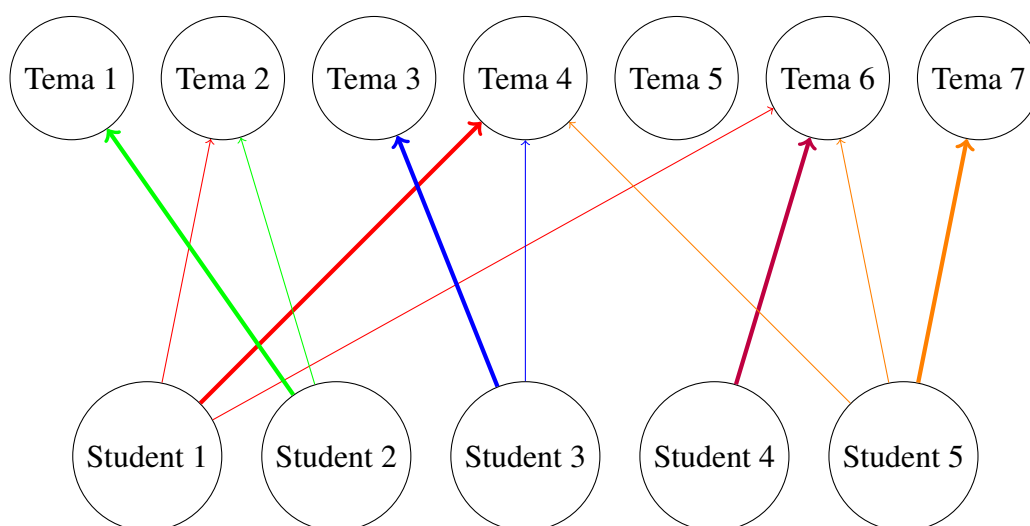 Tema 1
Tema 2
Tema 3
Tema 4
Tema 5
Tema 6
Tema 7
Student 1
Student 2
Student 3
Student 4
Student 5